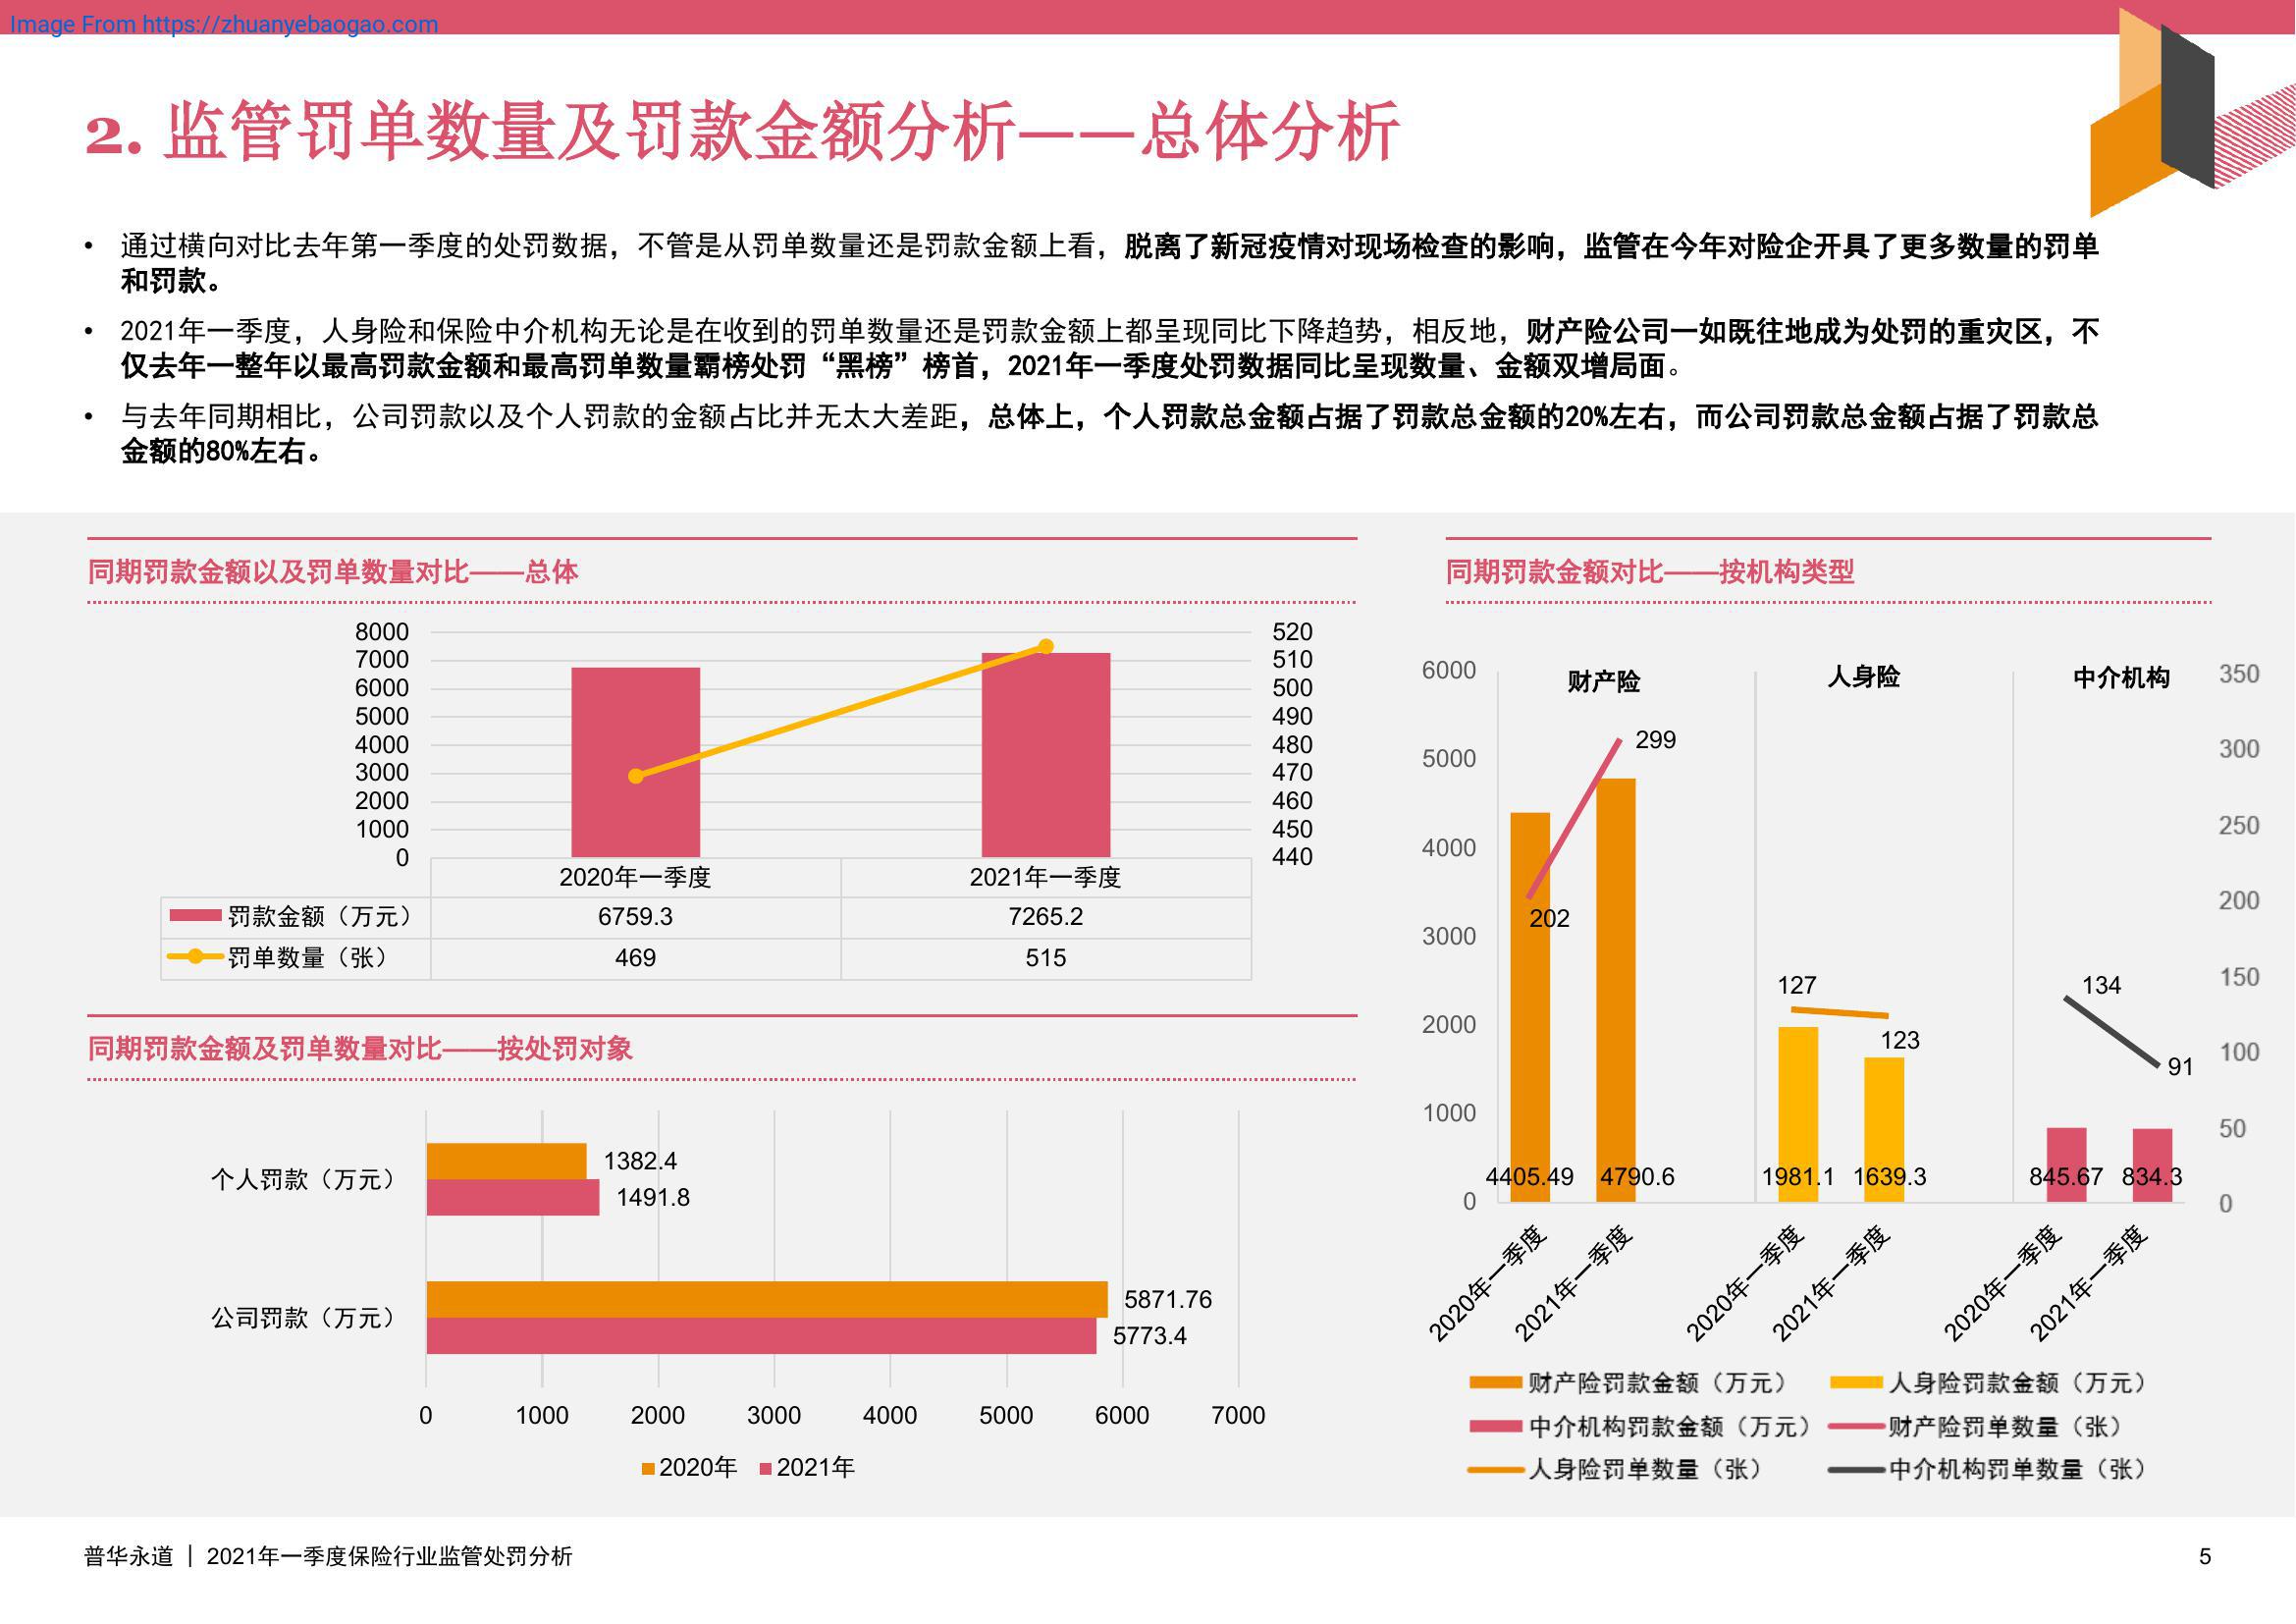 Image From https://zhuanyebaogao.com
2. 监管罚单数量及罚款金额分析——总体分析
• 通过横向对比去年第一季度的处罚数据，不管是从罚单数量还是罚款金额上看，脱离了新冠疫情对现场检查的影响，监管在今年对险企开具了更多数量的罚单
和罚款。
• 2021年一季度，人身险和保险中介机构无论是在收到的罚单数量还是罚款金额上都呈现同比下降趋势，相反地，财产险公司一如既往地成为处罚的重灾区，不
仅去年一整年以最高罚款金额和最高罚单数量霸榜处罚“黑榜”榜首，2021年一季度处罚数据同比呈现数量、金额双增局面。
• 与去年同期相比，公司罚款以及个人罚款的金额占比并无太大差距，总体上，个人罚款总金额占据了罚款总金额的20%左右，而公司罚款总金额占据了罚款总
金额的80%左右。
同期罚款金额以及罚单数量对比——总体
8000
7000
6000
5000
4000
3000
2000
1000
0
520
510
500
490
480
470
460
450
440
2020年一季度 2021年一季度
罚款金额（万元） 6759.3 7265.2
罚单数量（张） 469 515
同期罚款金额及罚单数量对比——按处罚对象
个人罚款（万元）
1382.4
1491.8
公司罚款（万元）
5871.76
5773.4
0 1000 2000 3000 4000 5000 6000 7000
2020年 2021年
同期罚款金额对比——按机构类型
6000
5000
4000
3000
2000
1000
0
财产险 人身险 中介机构
350
300
250
200
150
100
50
0
299
202
127
123
134
91
4405.49 4790.6 1981.1 1639.3 845.67 834.3
2020年一季度 2021年一季度 2020年一季度 2021年一季度 2020年一季度 2021年一季度
财产险罚款金额（万元） 人身险罚款金额（万元）
中介机构罚款金额（万元） 财产险罚单数量（张）
人身险罚单数量（张） 中介机构罚单数量（张）
普华永道 | 2021年一季度保险行业监管处罚分析
5